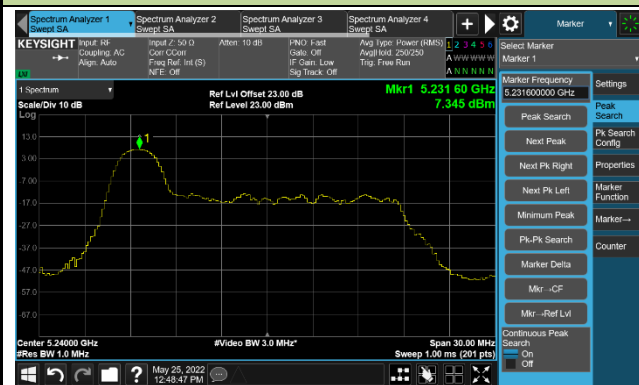 Spectrum Analyzer 1
Swept SA
Spectrum Analyzer 2
Swept SA
Spectrum Analyzer 3
Swept SA
Spectrum Analyzer 4
Swept SA
+
Marker
KEYSIGHT
Input: RF
Coupling: AC
Align: Auto
Input Z: 50 Ω
Corr CCorr
Freq Ref: Int (S)
NFE: Off
Atten: 10 dB
PNO: Fast
Gate: Off
IF Gain: Low
Sig Track: Off
Avg Type: Power (RMS)
Avg|Hold: 250/250
Trig: Free Run
1 2 3 4 5 6
A W W W W W
A N N N N N
Select Marker
Marker 1
1 Spectrum
Scale/Div 10 dB
Log
Ref Lvl Offset 23.00 dB
Ref Level 23.00 dBm
Mkr1 5.231 60 GHz
7.345 dBm
1
13.0
3.00
-7.00
-17.0
-27.0
-37.0
-47.0
-57.0
-67.0
Center 5.24000 GHz
#Res BW 1.0 MHz
#Video BW 3.0 MHz*
Span 30.00 MHz
Sweep 1.00 ms (201 pts)
Marker Frequency
5.231600000 GHz
Peak Search
Next Peak
Next Pk Right
Next Pk Left
Minimum Peak
Pk-Pk Search
Marker Delta
Mkr→CF
Mkr→Ref Lvl
Continuous Peak
Search
On
Off
Settings
Peak
Search
Pk Search
Config
Properties
Marker
Function
Marker→
Counter
?
May 25, 2022
12:48:47 PM